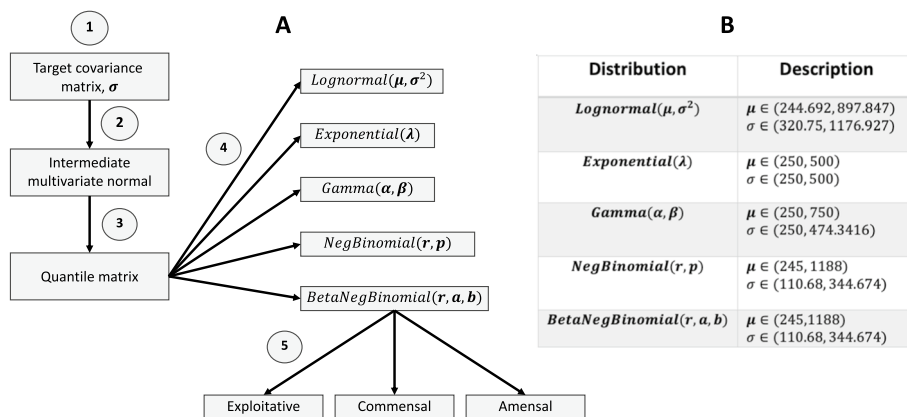 A
B
1
Target covariance
matrix, σ
2
Intermediate
multivariate normal
3
Quantile matrix
4
Lognormal(μ, σ²)
Exponential(λ)
Gamma(α, β)
NegBinomial(r, p)
BetaNegBinomial(r, a, b)
5
Exploitative
Commensal
Amensal
Distribution Description
Lognormal(μ, σ²) μ ∈ (244.692, 897.847)
σ ∈ (320.75, 1176.927)
Exponential(λ) μ ∈ (250, 500)
σ ∈ (250, 500)
Gamma(α, β) μ ∈ (250, 750)
σ ∈ (250, 474.3416)
NegBinomial(r, p) μ ∈ (245, 1188)
σ ∈ (110.68, 344.674)
BetaNegBinomial(r, a, b) μ ∈ (245,1188)
σ ∈ (110.68, 344.674)